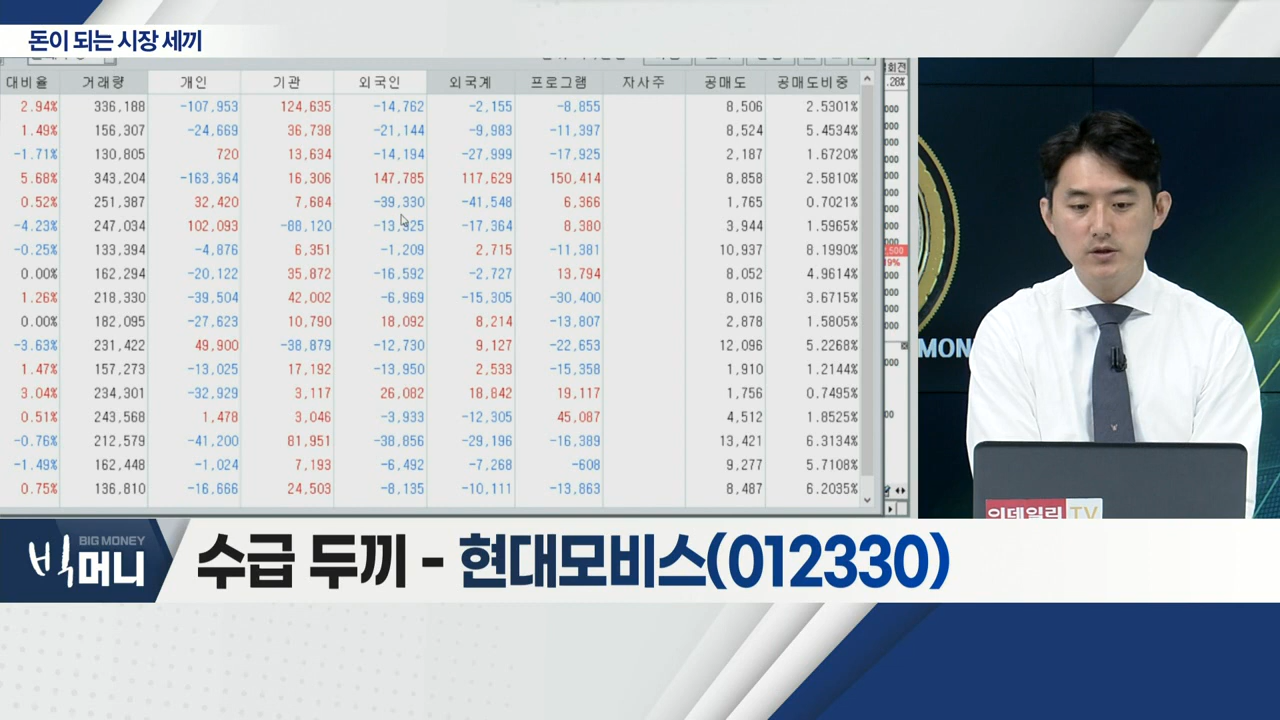 돈이 되는 시장 세끼
대비율 거래량 개인 기관 외국인 외국계 프로그램 자사주 공매도 공매도비중
2.94% 336,188 -107,953 124,635 -14,762 -2,155 -8,855 8,506 2.5301%
1.49% 156,307 -24,669 36,738 -21,144 -9,983 -11,397 8,524 5.4534%
-1.71% 130,805 720 13,634 -14,194 -27,999 -17,925 2,187 1.6720%
5.68% 343,204 -163,364 16,306 147,785 117,629 150,414 8,858 2.5810%
0.52% 251,387 32,420 7,684 -39,330 -41,548 6,366 1,765 0.7021%
-4.23% 247,034 102,093 -88,120 -13,925 -17,364 8,380 3,944 1.5965%
-0.25% 133,394 -4,876 6,351 -1,209 2,715 -11,381 10,937 8.1990%
0.00% 162,294 -20,122 35,872 -16,592 -2,727 13,794 8,052 4.9614%
1.26% 218,330 -39,504 42,002 -6,969 -15,305 -30,400 8,016 3.6715%
0.00% 182,095 -27,623 10,790 18,092 8,214 -13,807 2,878 1.5805%
-3.63% 231,422 49,900 -38,879 -12,730 9,127 -22,653 12,096 5.2268%
1.47% 157,273 -13,025 17,192 -13,950 2,533 -15,358 1,910 1.2144%
3.04% 234,301 -32,929 3,117 26,082 18,842 19,117 1,756 0.7495%
0.51% 243,568 1,478 3,046 -3,933 -12,305 45,087 4,512 1.8525%
-0.76% 212,579 -41,200 81,951 -38,856 -29,196 -16,389 13,421 6.3134%
-1.49% 162,448 -1,024 7,193 -6,492 -7,268 -608 9,277 5.7108%
0.75% 136,810 -16,666 24,503 -8,135 -10,111 -13,863 8,487 6.2035%
이데일리 TV
BIG MONEY
빅머니
수급 두끼 - 현대모비스(012330)